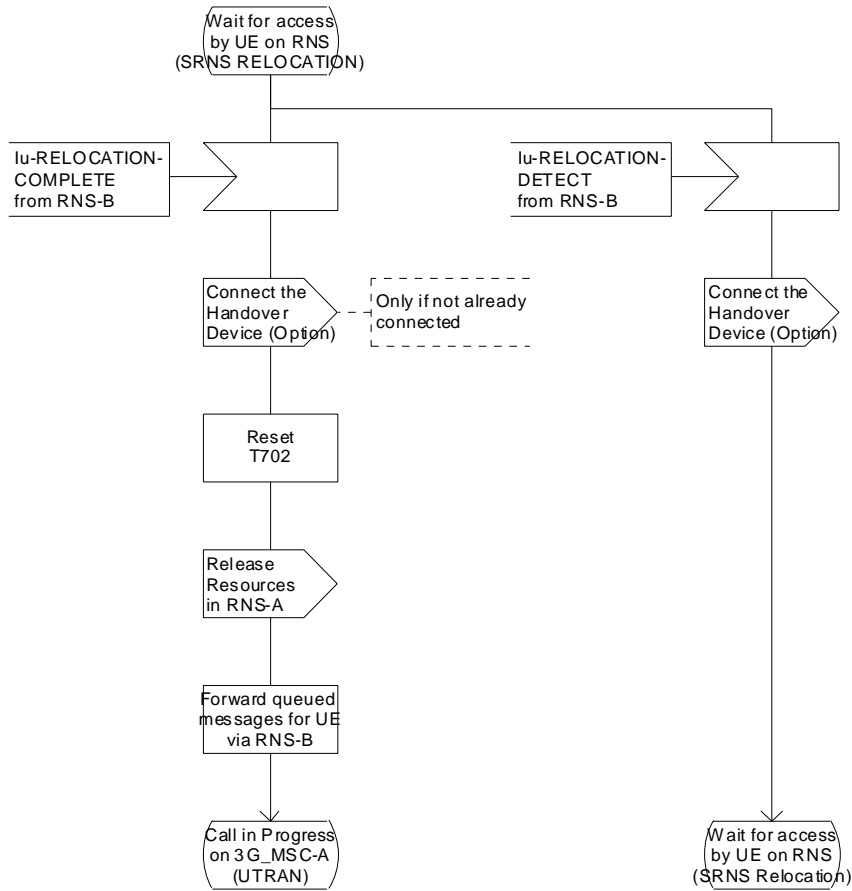 Wait for access
by UE on RNS
(SRNS RELOCATION)
Iu-RELOCATION-
COMPLETE
from RNS-B
Iu-RELOCATION-
DETECT
from RNS-B
Connect the
Handover
Device (Option)
Only if not already
connected
Connect the
Handover
Device (Option)
Reset
T702
Release
Resources
in RNS-A
Forward queued
messages for UE
via RNS-B
Call in Progress
on 3G_MSC-A
(UTRAN)
Wait for access
by UE on RNS
(SRNS Relocation)